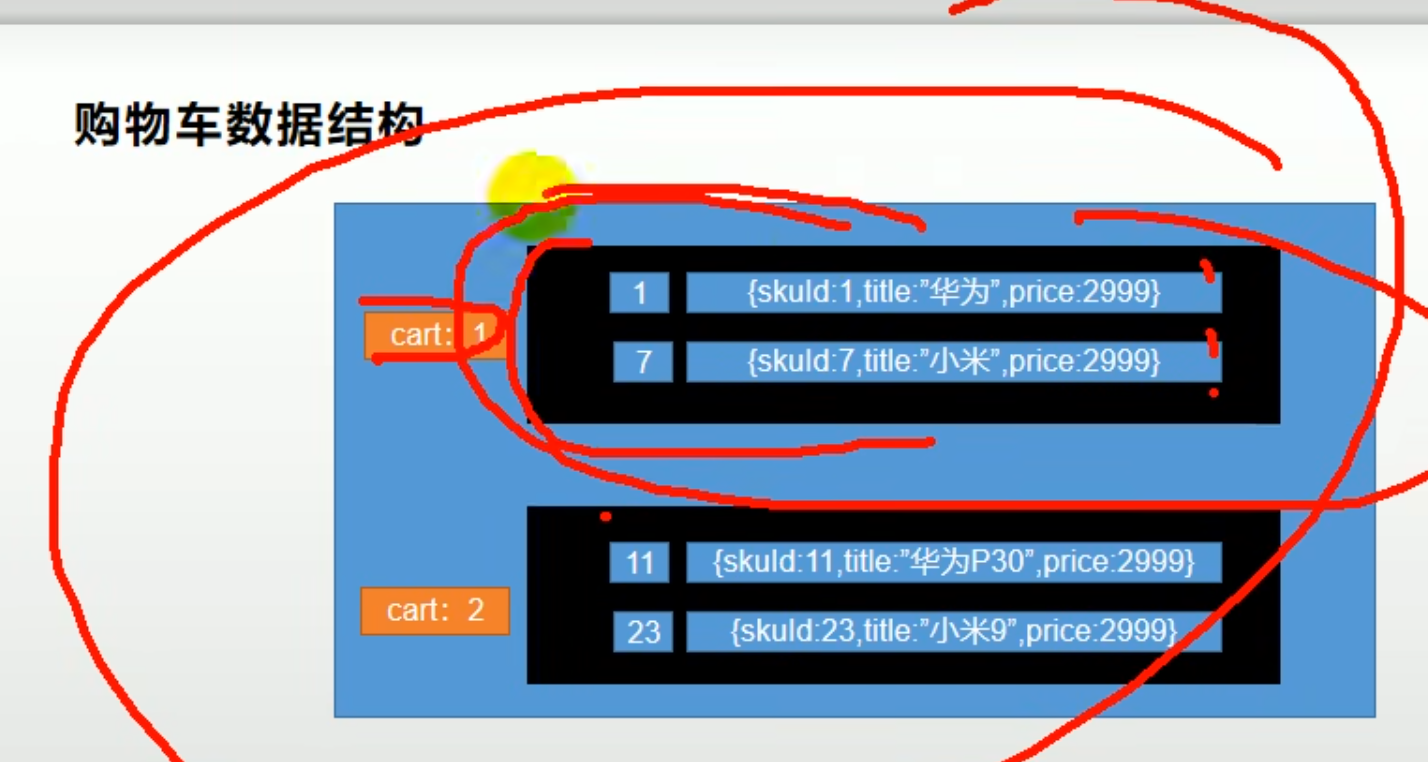 购物车数据结构
1 {skuId:1,title:”华为”,price:2999}
cart：1
7 {skuId:7,title:”小米”,price:2999}
11 {skuId:11,title:”华为P30”,price:2999}
cart：2
23 {skuId:23,title:”小米9”,price:2999}